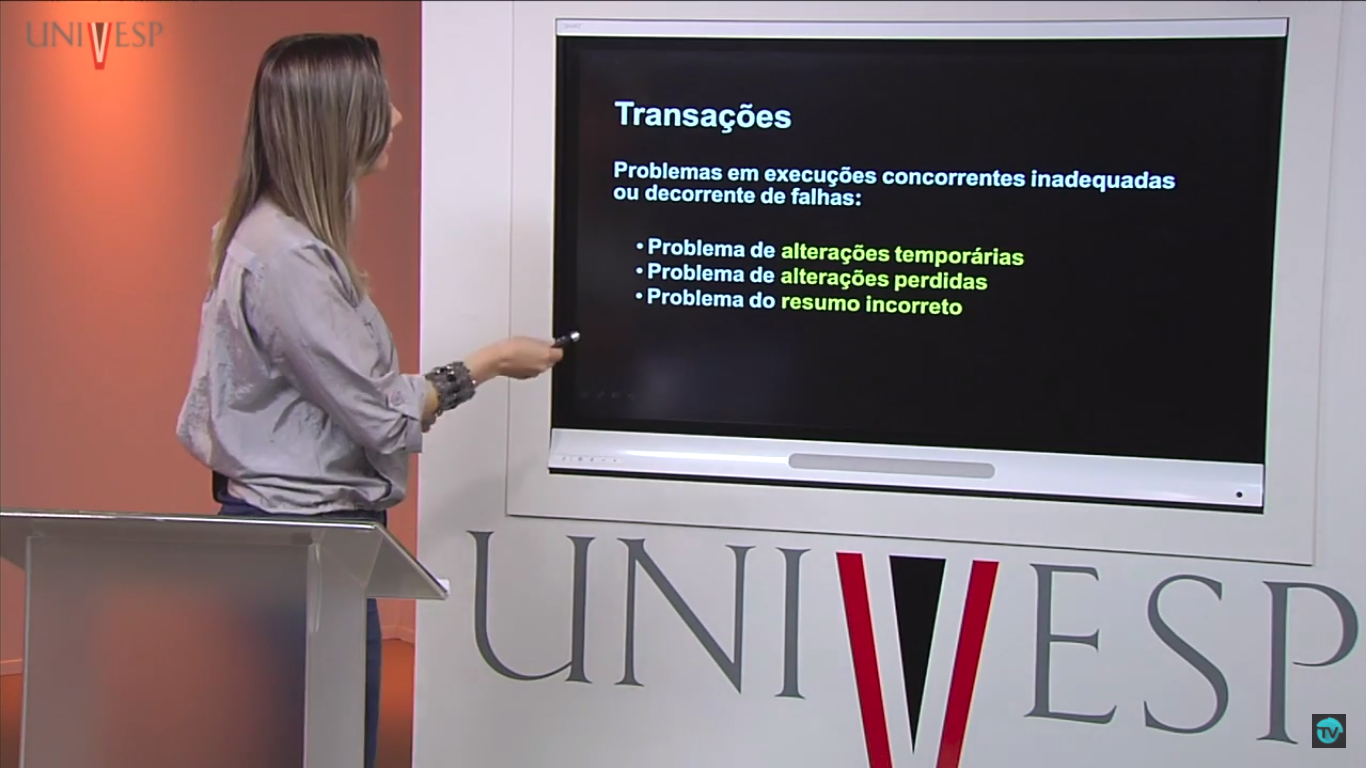 UNIVESP
Transações
Problemas em execuções concorrentes inadequadas
ou decorrente de falhas:
• Problema de alterações temporárias
• Problema de alterações perdidas
• Problema do resumo incorreto
UNIVESP
TV